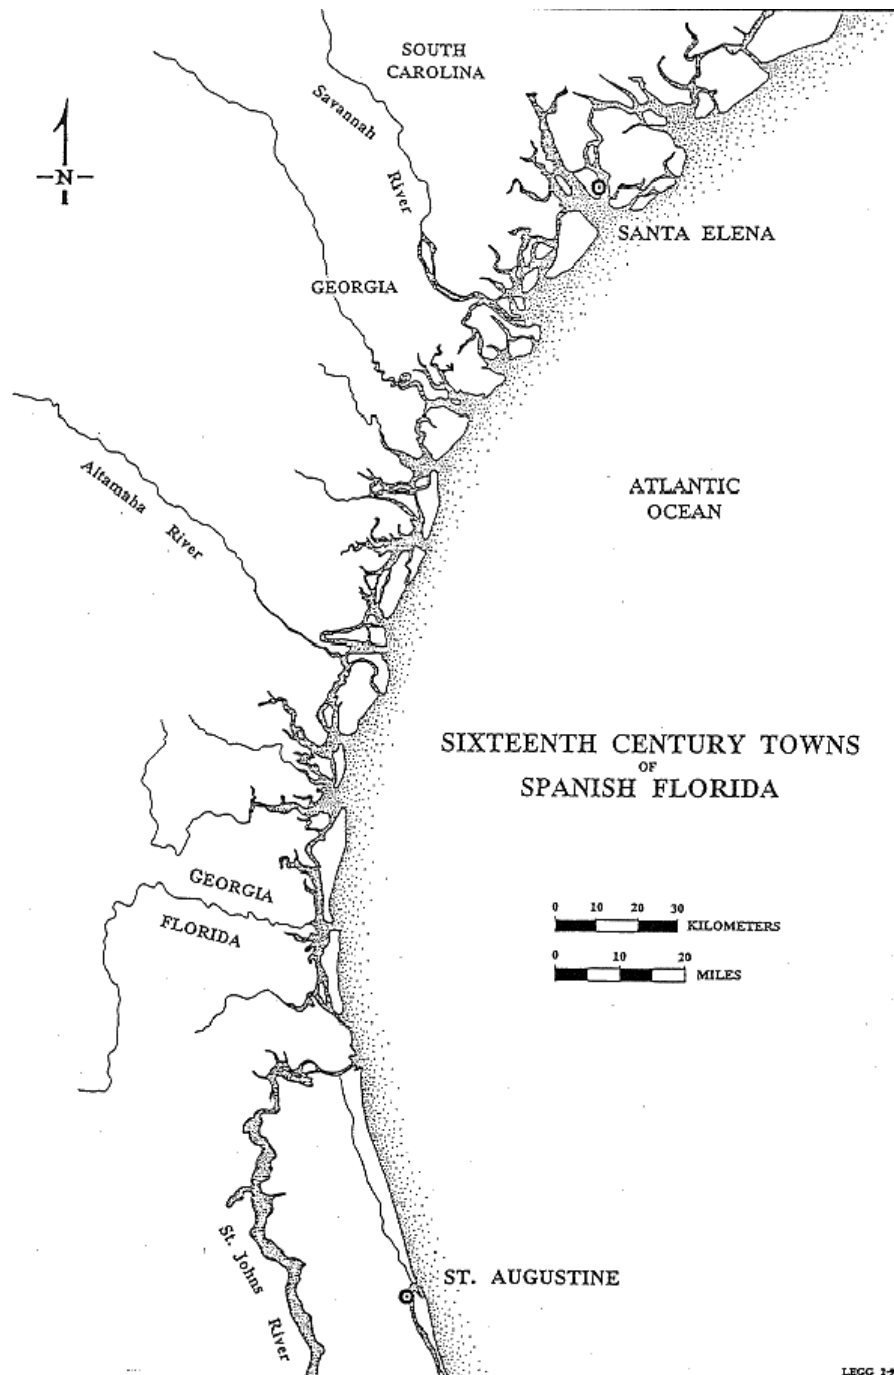 SOUTH
CAROLINA
Savannah
River
N
SANTA ELENA
GEORGIA
ATLANTIC
OCEAN
Altamaha
River
SIXTEENTH CENTURY TOWNS
OF
SPANISH FLORIDA
GEORGIA
FLORIDA
0 10 20 30
KILOMETERS
0 10 20
MILES
St. Johns
River
ST. AUGUSTINE
LEGG